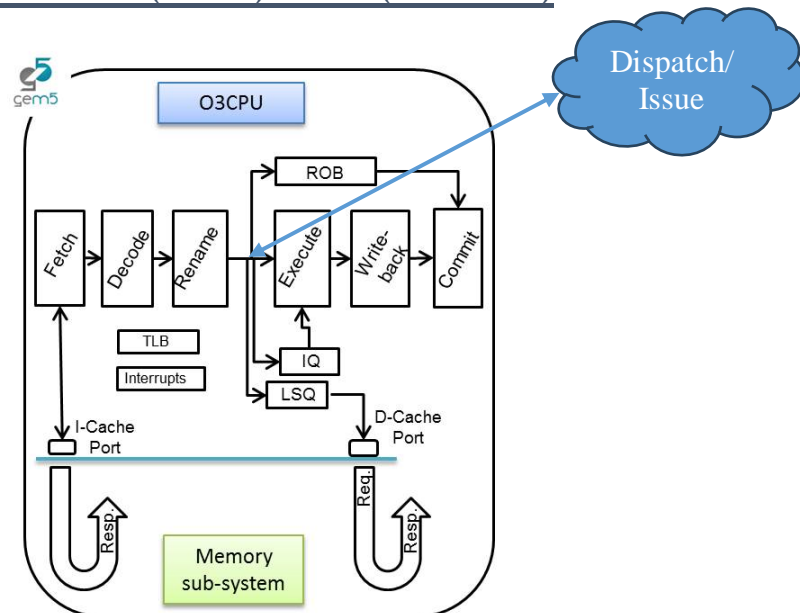 Dispatch/
Issue
gem5
O3CPU
ROB
Fetch
Decode
Rename
Execute
Write-
back
Commit
TLB
IQ
Interrupts
LSQ
I-Cache
Port
D-Cache
Port
Req.
Resp.
Resp.
Memory
sub-system